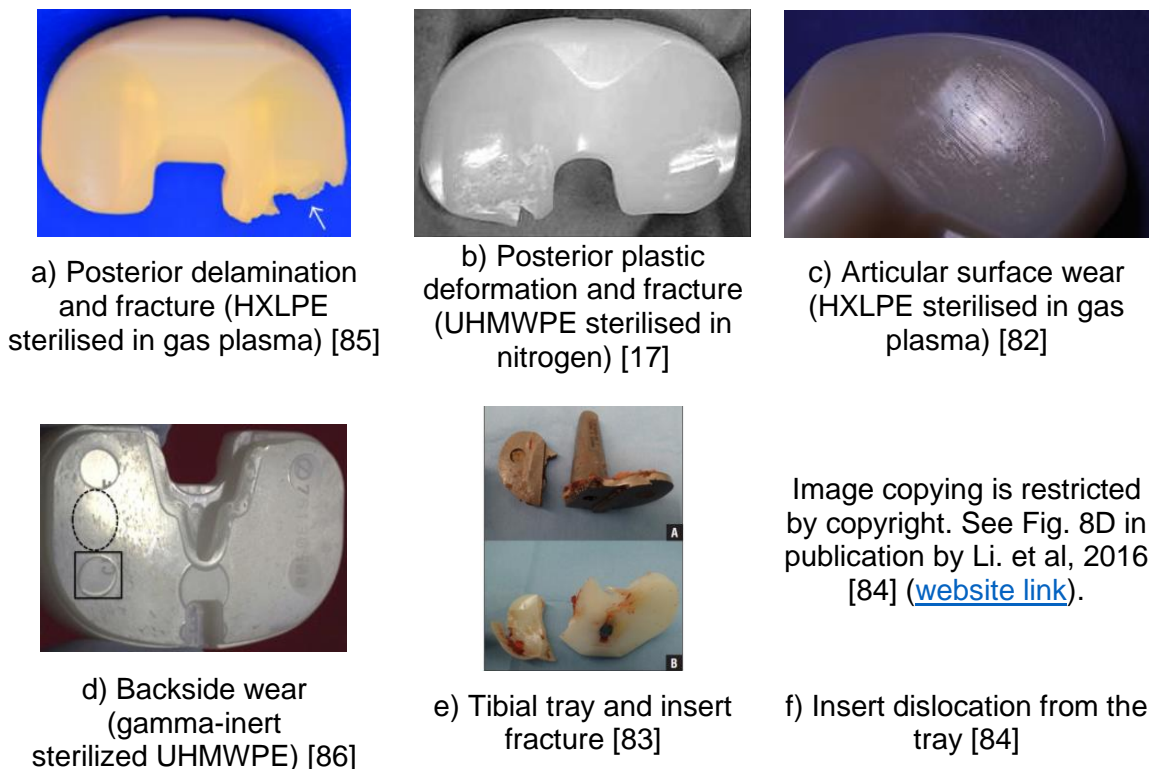 a) Posterior delamination
and fracture (HXLPE
sterilised in gas plasma) [85]
b) Posterior plastic
deformation and fracture
(UHMWPE sterilised in
nitrogen) [17]
c) Articular surface wear
(HXLPE sterilised in gas
plasma) [82]
A
B
Image copying is restricted
by copyright. See Fig. 8D in
publication by Li. et al, 2016
[84] (website link).
d) Backside wear
(gamma-inert
sterilized UHMWPE) [86]
e) Tibial tray and insert
fracture [83]
f) Insert dislocation from the
tray [84]